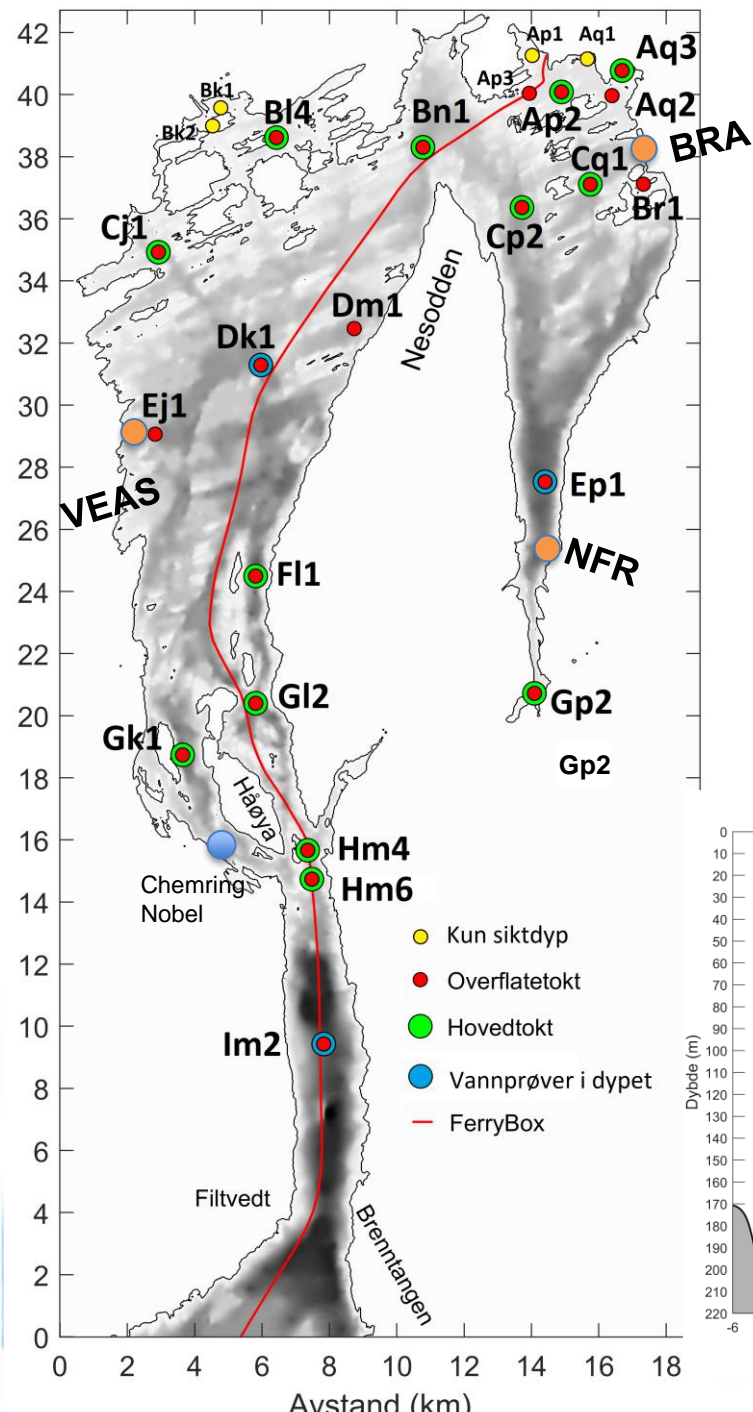 42
40
38
36
34
32
30
28
26
24
22
20
18
16
14
12
10
8
6
4
2
0
0 2 4 6 8 10 12 14 16 18
Avstand (km)
Ap1
Aq1
Aq3
Bk1
Bk2
Bl4
Bn1
Ap3
Ap2
Aq2
BRA
Cq1
Br1
Cj1
Cp2
Nesodden
Dm1
Dk1
Ej1
VEAS
Ep1
NFR
Fl1
Gl2
Gp2
Gp2
Gk1
Håøya
Hm4
Hm6
Chemring
Nobel
Kun siktdyp
Overflatetokt
Hovedtokt
Vannprøver i dypet
FerryBox
Im2
Filtvedt
Brenntangen
Dybde (m)
0
10
20
30
40
50
60
70
80
90
100
110
120
130
140
150
160
170
180
190
200
210
220
-6